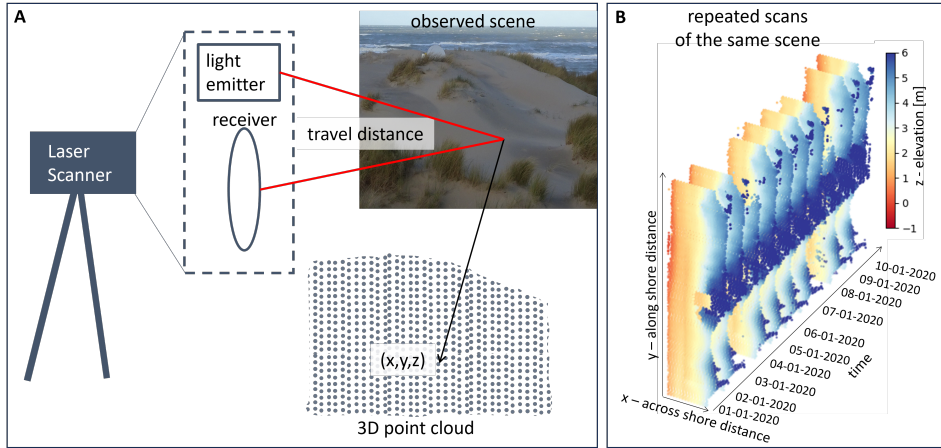 A
observed scene
light
emitter
receiver
travel distance
Laser
Scanner
(x,y,z)
3D point cloud
B
repeated scans
of the same scene
6
5
4
3
2
1
0
−1
z - elevation [m]
y – along shore distance
x – across shore distance
time
10-01-2020
09-01-2020
08-01-2020
07-01-2020
06-01-2020
05-01-2020
04-01-2020
03-01-2020
02-01-2020
01-01-2020